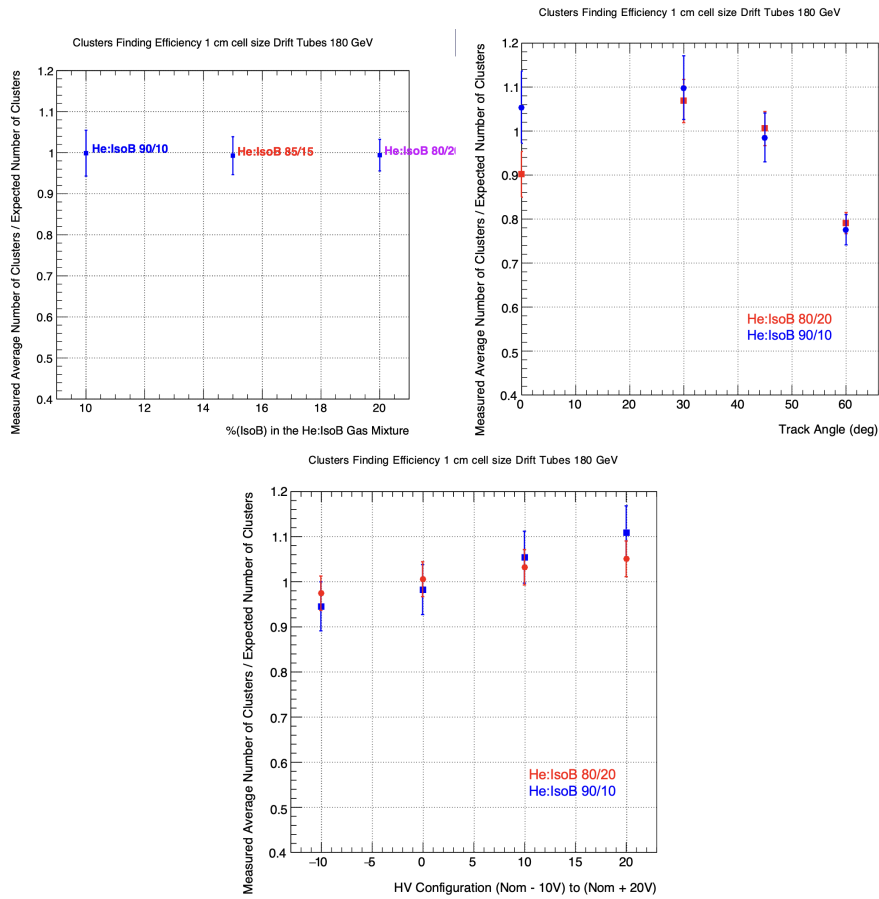 Clusters Finding Efficiency 1 cm cell size Drift Tubes 180 GeV
Measured Average Number of Clusters / Expected Number of Clusters
1.2
1.1
1
0.9
0.8
0.7
0.6
0.5
0.4
He:IsoB 90/10
He:IsoB 85/15
He:IsoB 80/2
10 12 14 16 18 20
%(IsoB) in the He:IsoB Gas Mixture
Clusters Finding Efficiency 1 cm cell size Drift Tubes 180 GeV
Measured Average Number of Clusters / Expected Number of Clusters
1.2
1.1
1
0.9
0.8
0.7
0.6
0.5
0.4
He:IsoB 80/20
He:IsoB 90/10
0 10 20 30 40 50 60
Track Angle (deg)
Clusters Finding Efficiency 1 cm cell size Drift Tubes 180 GeV
Measured Average Number of Clusters / Expected Number of Clusters
1.2
1.1
1
0.9
0.8
0.7
0.6
0.5
0.4
He:IsoB 80/20
He:IsoB 90/10
−10 -5 0 5 10 15 20
HV Configuration (Nom - 10V) to (Nom + 20V)